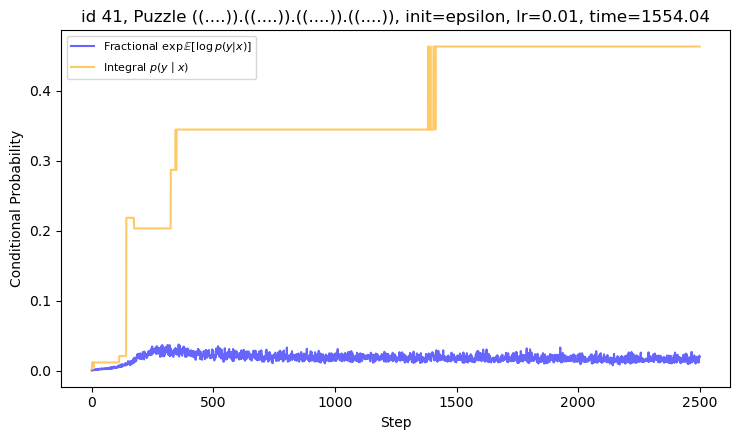 id 41, Puzzle ((....)).((....)).((....)).((....)), init=epsilon, lr=0.01, time=1554.04
Fractional exp𝔼[log p(y|x)]
Integral p(y | x)
Conditional Probability
0.4
0.3
0.2
0.1
0.0
0 500 1000 1500 2000 2500
Step